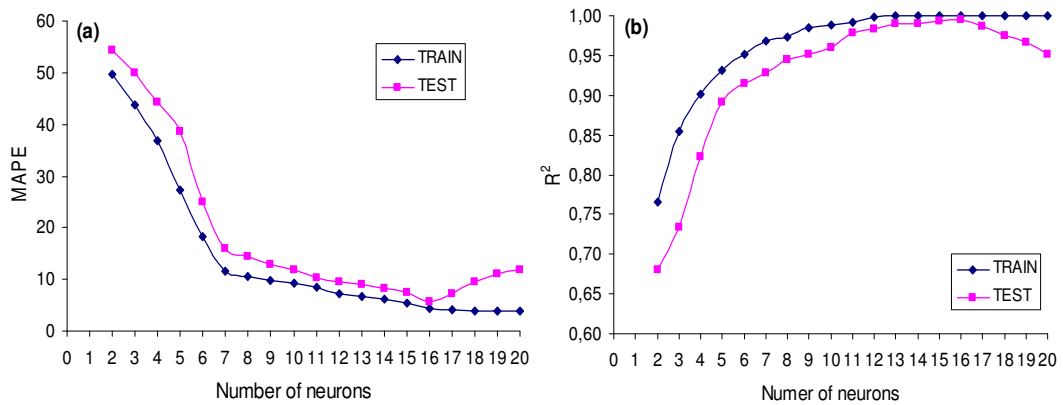 (a)
TRAIN
TEST
MAPE
60
50
40
30
20
10
0
0 1 2 3 4 5 6 7 8 9 10 11 12 13 14 15 16 17 18 19 20
Number of neurons
(b)
TRAIN
TEST
R²
1,00
0,95
0,90
0,85
0,80
0,75
0,70
0,65
0,60
0 1 2 3 4 5 6 7 8 9 10 11 12 13 14 15 16 17 18 19 20
Numer of neurons